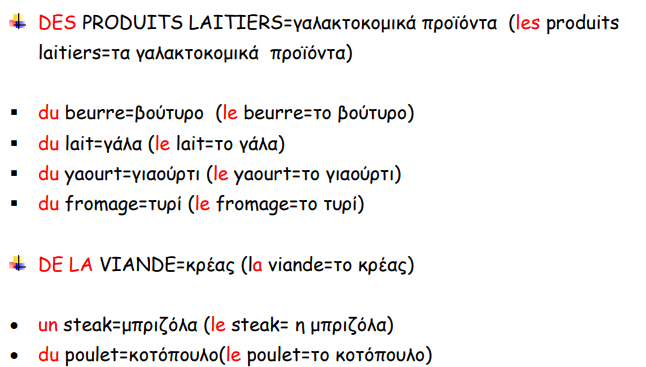 DES PRODUITS LAITIERS=γαλακτοκομικά προϊόντα (les produits
laitiers=τα γαλακτοκομικά προϊόντα)
du beurre=βούτυρο (le beurre=το βούτυρο)
du lait=γάλα (le lait=το γάλα)
du yaourt=γιαούρτι (le yaourt=το γιαούρτι)
du fromage=τυρί (le fromage=το τυρί)
DE LA VIANDE=κρέας (la viande=το κρέας)
un steak=μπριζόλα (le steak= η μπριζόλα)
du poulet=κοτόπουλο(le poulet=το κοτόπουλο)